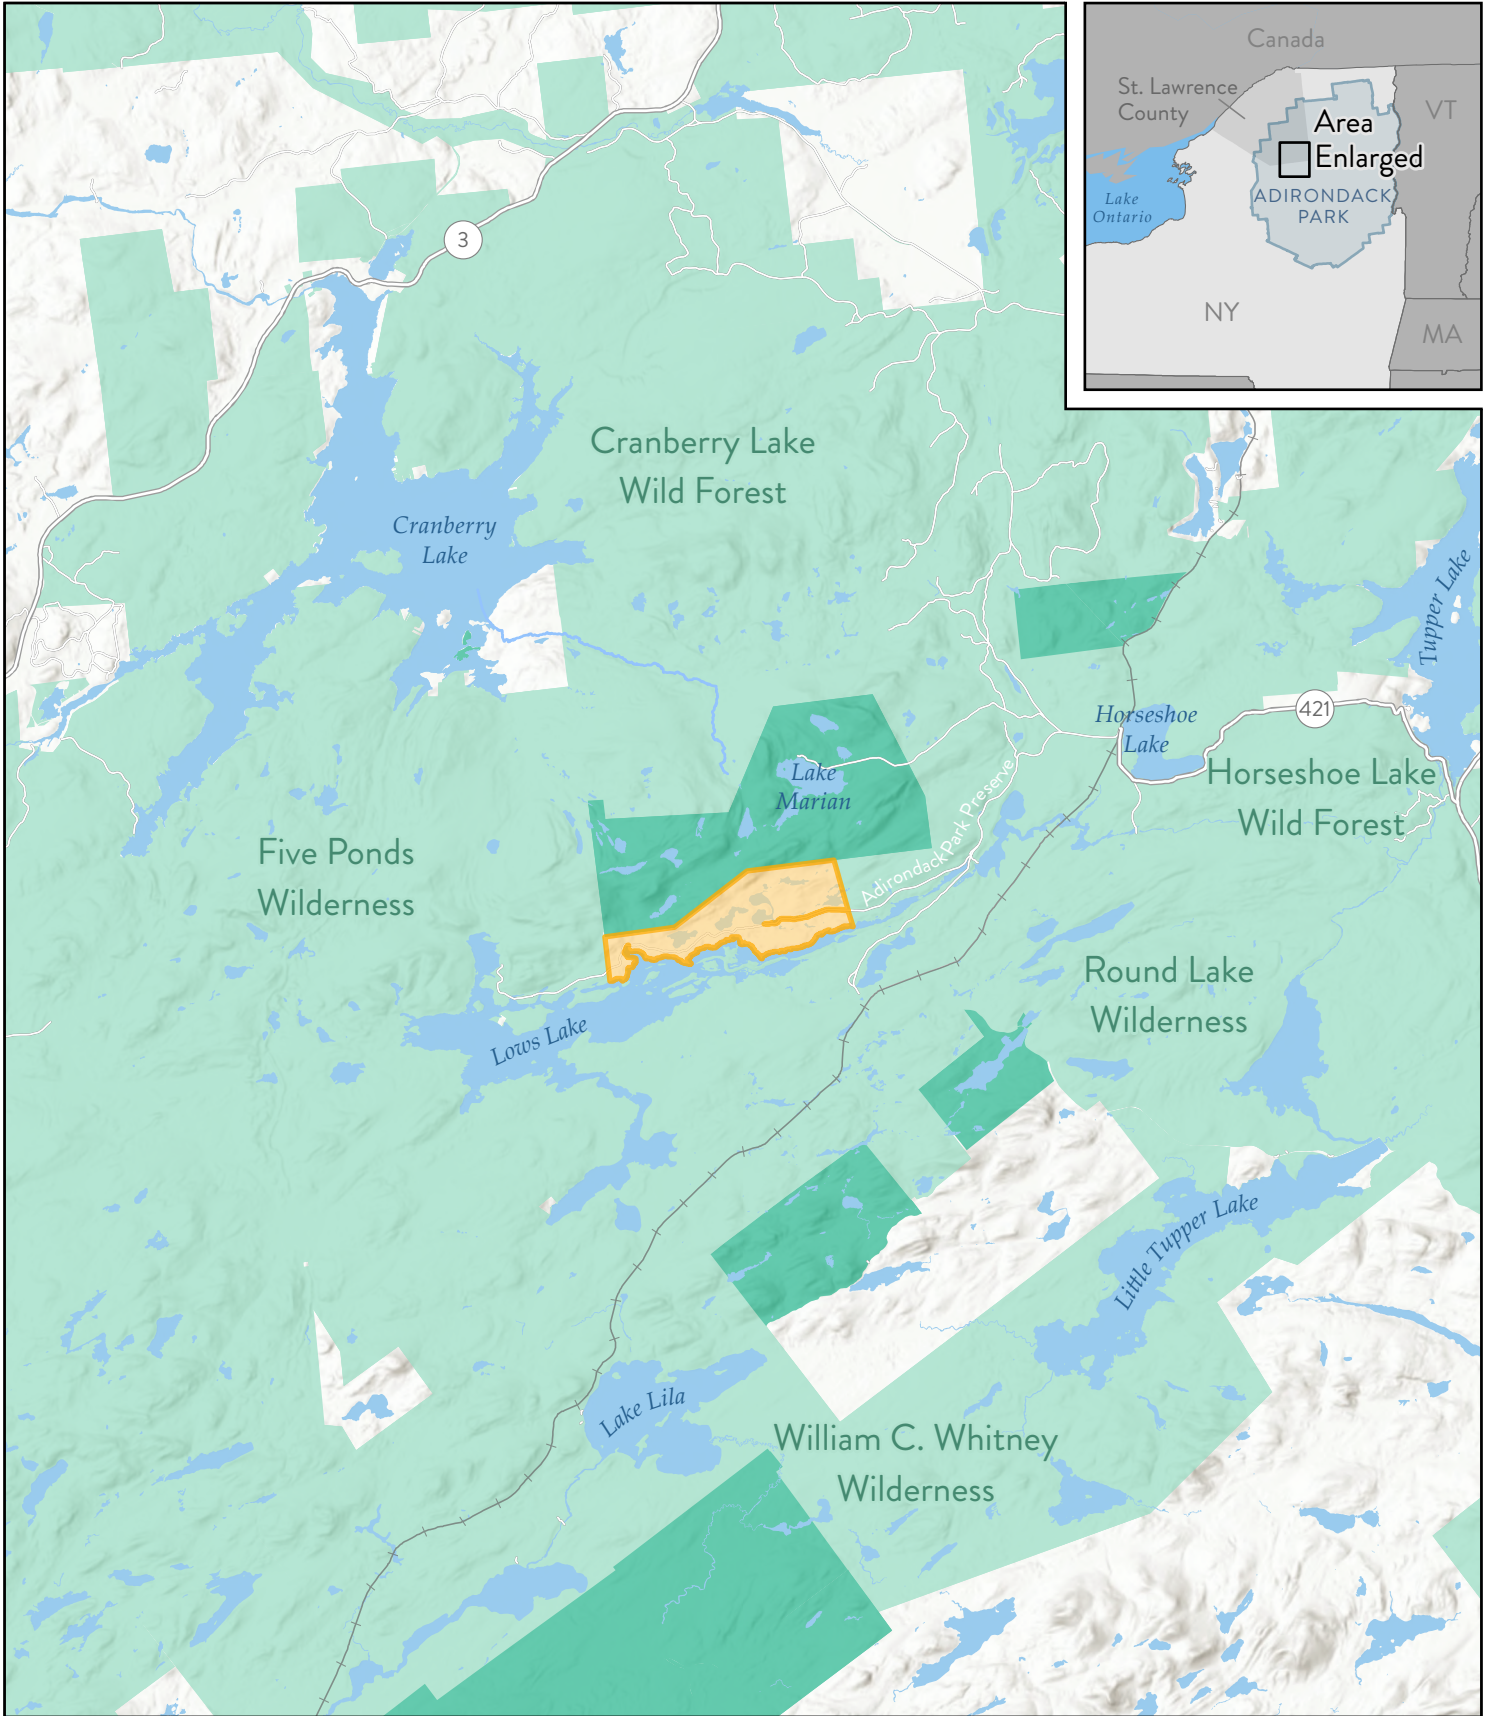 Canada
St. Lawrence
County
VT
Area
Enlarged
Lake
Ontario
ADIRONDACK
PARK
NY
MA
3
Cranberry Lake
Wild Forest
Cranberry
Lake
Tupper Lake
Horseshoe
Lake
421
Lake
Marian
Horseshoe Lake
Wild Forest
Adirondack Park Preserve
Five Ponds
Wilderness
Round Lake
Wilderness
Lows Lake
Little Tupper Lake
Lake Lila
William C. Whitney
Wilderness